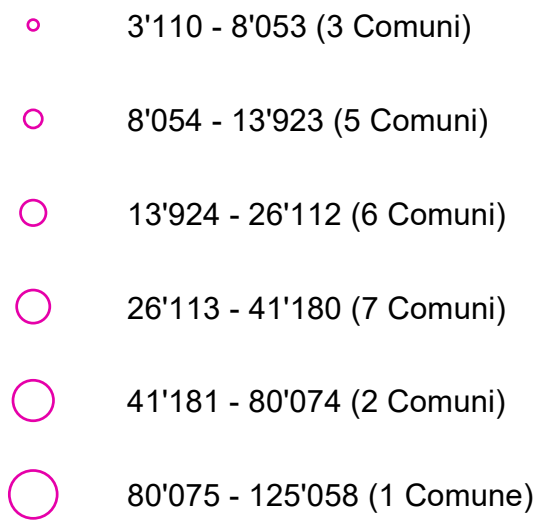 3'110 - 8'053 (3 Comuni)
8'054 - 13'923 (5 Comuni)
13'924 - 26'112 (6 Comuni)
26'113 - 41'180 (7 Comuni)
41'181 - 80'074 (2 Comuni)
80'075 - 125'058 (1 Comune)